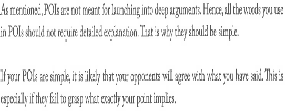 As mentioned, POIs are not meant for launching into deep arguments. Hence, all the words you use
in POIs should not require detailed explanation. That is why they should be simple.
If your POIs are simple, it is likely that your opponents will agree with what you have said. This is
especially if they fail to grasp what exactly your point implies.